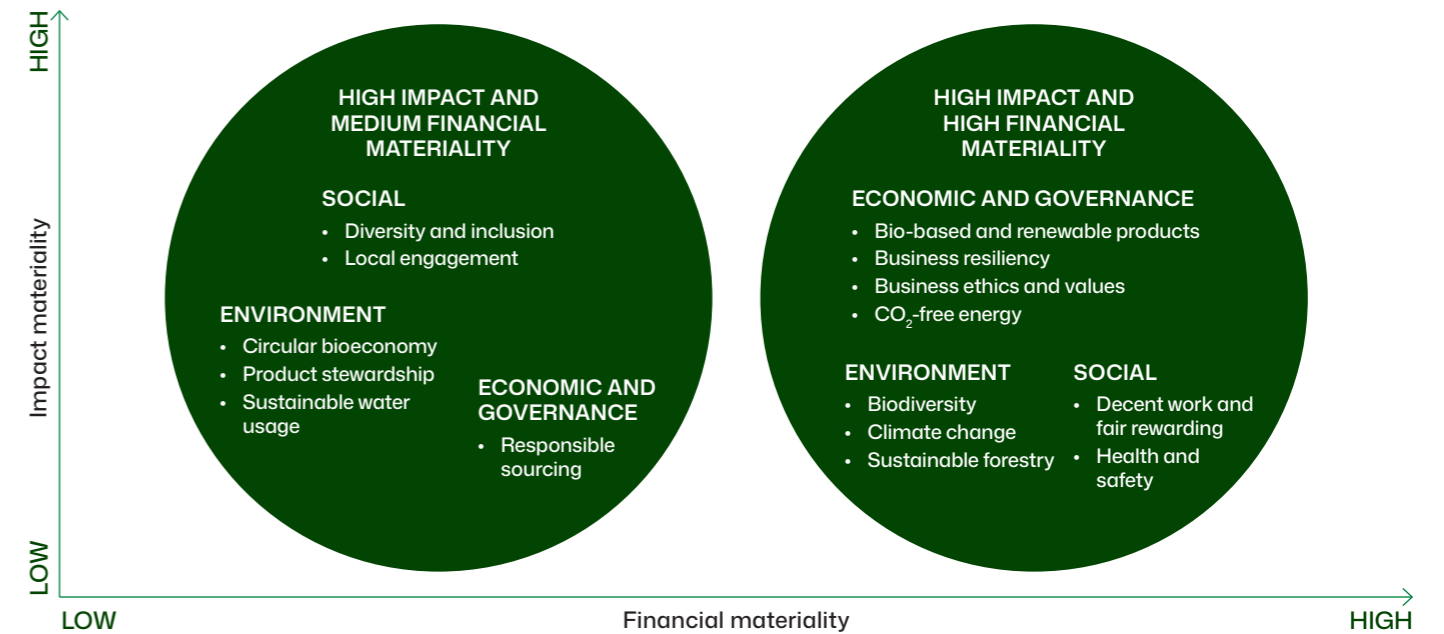 HIGH
Impact materiality
LOW
HIGH IMPACT AND
MEDIUM FINANCIAL
MATERIALITY
SOCIAL
• Diversity and inclusion
• Local engagement
ENVIRONMENT
• Circular bioeconomy
• Product stewardship
• Sustainable water
usage
ECONOMIC AND
GOVERNANCE
• Responsible
sourcing
HIGH IMPACT AND
HIGH FINANCIAL
MATERIALITY
ECONOMIC AND GOVERNANCE
• Bio-based and renewable products
• Business resiliency
• Business ethics and values
• CO₂-free energy
ENVIRONMENT
• Biodiversity
• Climate change
• Sustainable forestry
SOCIAL
• Decent work and
fair rewarding
• Health and
safety
LOW
Financial materiality
HIGH